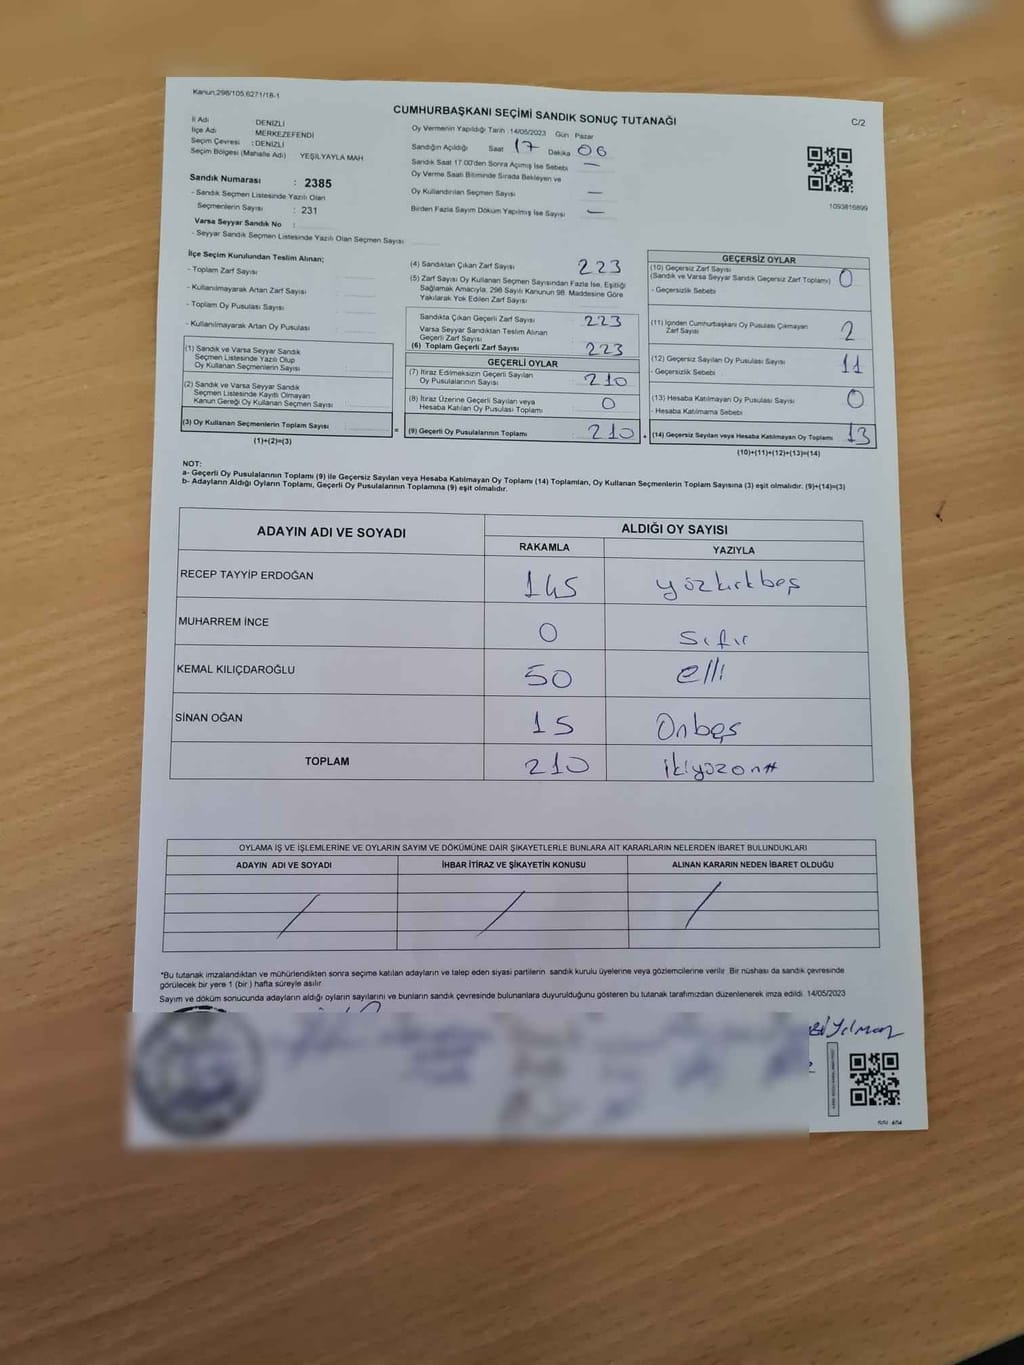 Kanun:298/105,6271/18-1
CUMHURBAŞKANI SEÇİMİ SANDIK SONUÇ TUTANAĞI
C/2
İl Adı DENİZLİ
İlçe Adı MERKEZEFENDİ
Seçim Çevresi : DENİZLİ
Seçim Bölgesi (Mahalle Adı) YEŞİLYAYLA MAH
Sandık Numarası : 2385
- Sandık Seçmen Listesinde Yazılı Olan
Seçmenlerin Sayısı : 231
Varsa Seyyar Sandık No :
- Seyyar Sandık Seçmen Listesinde Yazılı Olan Seçmen Sayısı
Oy Vermenin Yapıldığı Tarih : 14/05/2023 Gün Pazar
Sandığın Açıldığı Saat 17 Dakika 06
Sandık Saat 17.00'den Sonra Açımış İse Sebebi —
Oy Verme Saati Bitiminde Sırada Bekleyen ve
Oy Kullandırılan Seçmen Sayısı —
Birden Fazla Sayım Döküm Yapılmış İse Sayısı —
1093816899
İlçe Seçim Kurulundan Teslim Alınan;
- Toplam Zarf Sayısı
- Kullanılmayarak Artan Zarf Sayısı
- Toplam Oy Pusulası Sayısı
- Kullanılmayarak Artan Oy Pusulası
(1) Sandık ve Varsa Seyyar Sandık
Seçmen Listesinde Yazılı Olup
Oy Kullanan Seçmenlerin Sayısı
(2) Sandık ve Varsa Seyyar Sandık
Seçmen Listesinde Kayıtlı Olmayan
Kanun Gereği Oy Kullanan Seçmen Sayısı
(3) Oy Kullanan Seçmenlerin Toplam Sayısı
(1)+(2)=(3)
(4) Sandıktan Çıkan Zarf Sayısı 223
(5) Zarf Sayısı Oy Kullanan Seçmen Sayısından Fazla İse, Eşitliği
Sağlamak Amacıyla, 298 Sayılı Kanunun 98. Maddesine Göre
Yakılarak Yok Edilen Zarf Sayısı
Sandıkta Çıkan Geçerli Zarf Sayısı 223
Varsa Seyyar Sandıktan Teslim Alınan
Geçerli Zarf Sayısı
(6) Toplam Geçerli Zarf Sayısı 223
GEÇERLİ OYLAR
(7) İtiraz Edilmeksizin Geçerli Sayılan
Oy Pusulalarının Sayısı 210
(8) İtiraz Üzerine Geçerli Sayılan veya
Hesaba Katılan Oy Pusulası Toplamı 0
= (9) Geçerli Oy Pusulalarının Toplamı 210 +
GEÇERSİZ OYLAR
(10) Geçersiz Zarf Sayısı
(Sandık ve Varsa Seyyar Sandık Geçersiz Zarf Toplamı) 0
- Geçersizlik Sebebi
(11) İçinden Cumhurbaşkanı Oy Pusulası Çıkmayan
Zarf Sayısı 2
(12) Geçersiz Sayılan Oy Pusulası Sayısı 11
- Geçersizlik Sebebi
(13) Hesaba Katılmayan Oy Pusulası Sayısı 0
- Hesaba Katılmama Sebebi
(14) Geçersiz Sayılan veya Hesaba Katılmayan Oy Toplamı 13
(10)+(11)+(12)+(13)=(14)
NOT:
a- Geçerli Oy Pusulalarının Toplamı (9) ile Geçersiz Sayılan veya Hesaba Katılmayan Oy Toplamı (14) Toplamları, Oy Kullanan Seçmenlerin Toplam Sayısına (3) eşit olmalıdır. (9)+(14)=(3)
b- Adayların Aldığı Oyların Toplamı, Geçerli Oy Pusulalarının Toplamına (9) eşit olmalıdır.
ADAYIN ADI VE SOYADI ALDIĞI OY SAYISI
RAKAMLA YAZIYLA
RECEP TAYYİP ERDOĞAN 145 yüzkırkbeş
MUHARREM İNCE 0 sıfır
KEMAL KILIÇDAROĞLU 50 elli
SİNAN OĞAN 15 Onbeş
TOPLAM 210 ikiyüzon#
OYLAMA İŞ VE İŞLEMLERİNE VE OYLARIN SAYIM VE DÖKÜMÜNE DAİR ŞİKAYETLERLE BUNLARA AİT KARARLARIN NELERDEN İBARET BULUNDUKLARI
ADAYIN ADI VE SOYADI İHBAR İTİRAZ VE ŞİKAYETİN KONUSU ALINAN KARARIN NEDEN İBARET OLDUĞU
*Bu tutanak imzalandıktan ve mühürlendikten sonra seçime katılan adayların ve talep eden siyasi partilerin sandık kurulu üyelerine veya gözlemcilerine verilir. Bir nüshası da sandık çevresinde
görülecek bir yere 1 (bir) hafta süreyle asılır.
Sayım ve döküm sonucunda adayların aldığı oyların sayılarını ve bunların sandık çevresinde bulunanlara duyurulduğunu gösteren bu tutanak tarafımızdan düzenlenerek imza edildi. 14/05/2023
Yılmaz